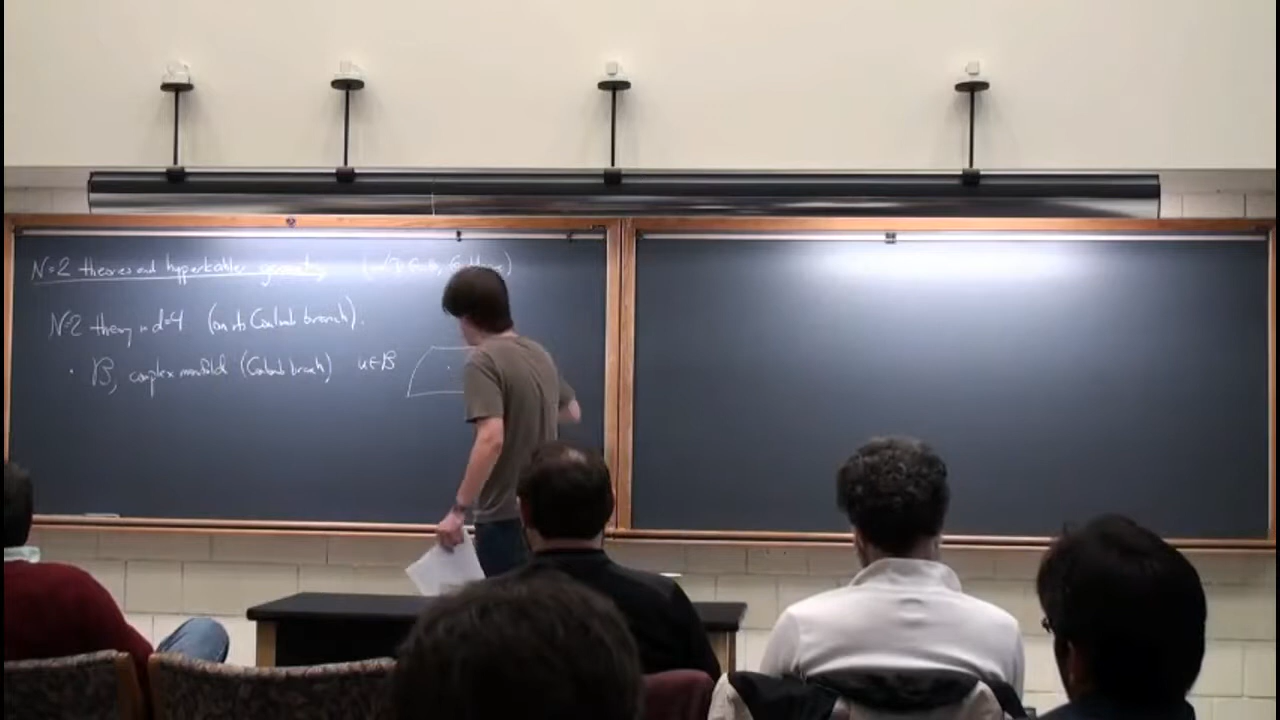 N=2 theories and hyperkähler geometry
N=2 theory in d=4 (on its Coulomb branch).
• B, complex manifold (Coulomb branch) u∈B